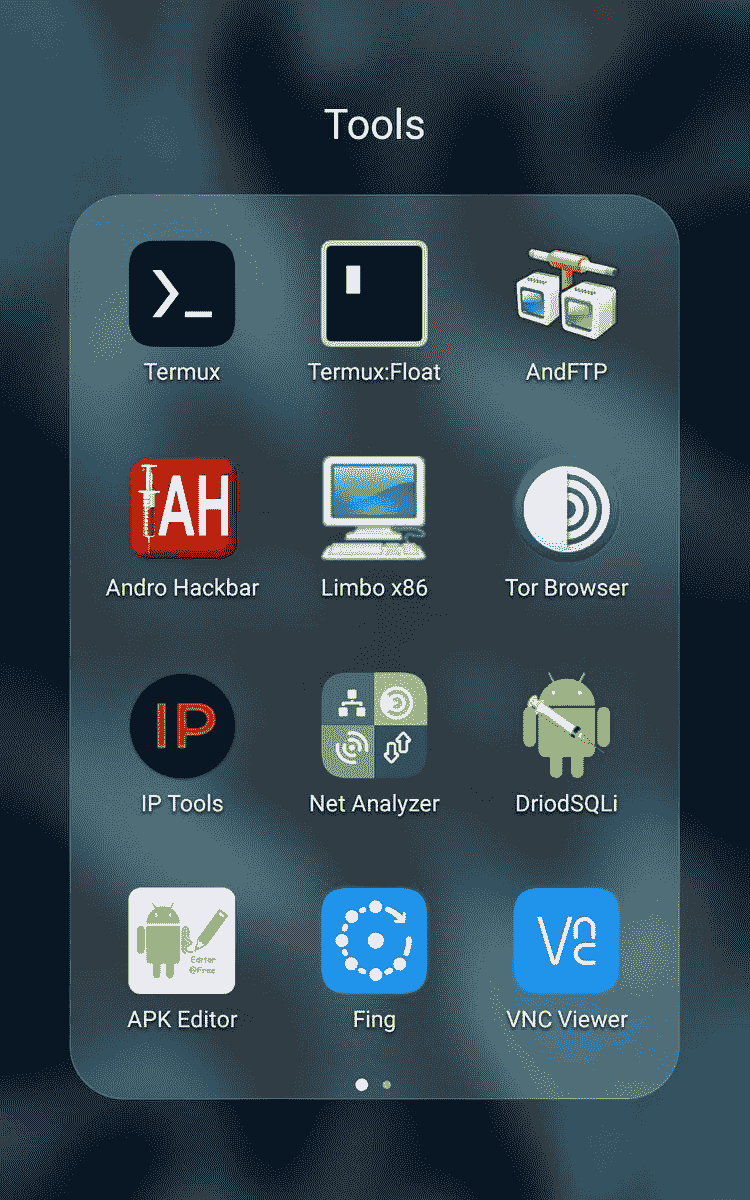 Tools
Termux
Termux:Float
AndFTP
AH
Andro Hackbar
Limbo x86
Tor Browser
IP
IP Tools
Net Analyzer
DriodSQLi
Editor
@Free
Vnc
APK Editor
Fing
VNC Viewer